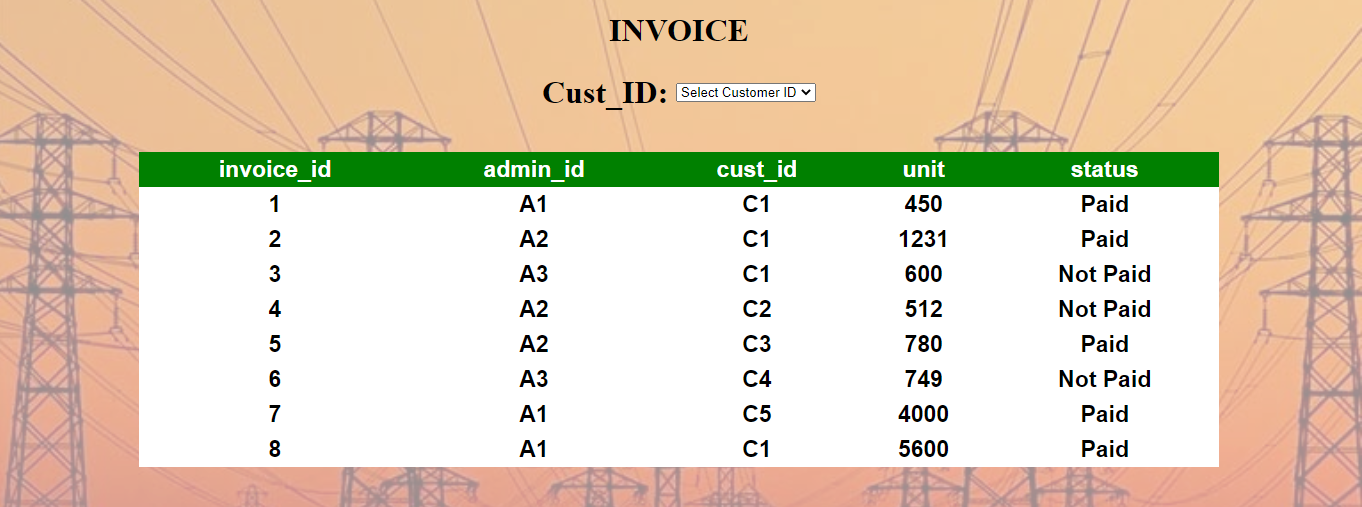 INVOICE
Cust_ID: Select Customer ID
invoice_id admin_id cust_id unit status
1 A1 C1 450 Paid
2 A2 C1 1231 Paid
3 A3 C1 600 Not Paid
4 A2 C2 512 Not Paid
5 A2 C3 780 Paid
6 A3 C4 749 Not Paid
7 A1 C5 4000 Paid
8 A1 C1 5600 Paid